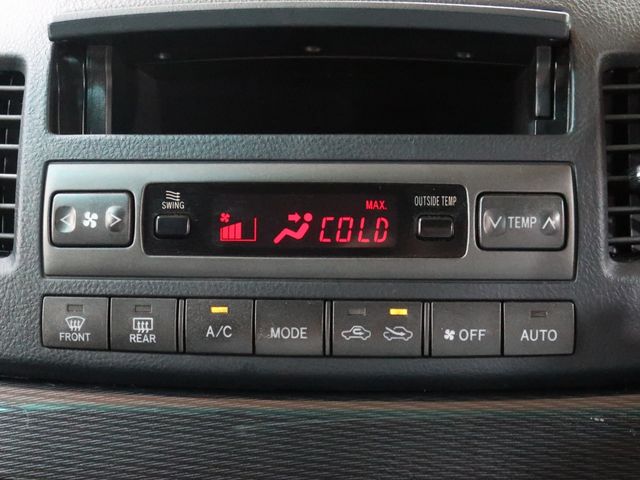 SWING
MAX.
OUTSIDE TEMP
COLD
TEMP
FRONT
REAR
A/C
MODE
OFF
AUTO